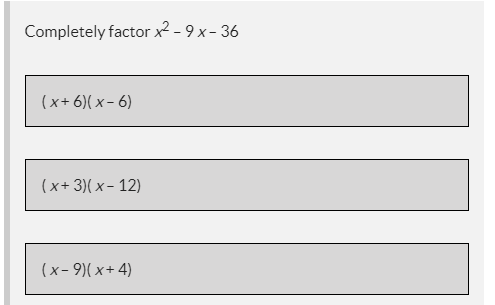 Completely factor x² – 9 x – 36
( x + 6)( x – 6)
( x + 3)( x – 12)
( x – 9)( x + 4)